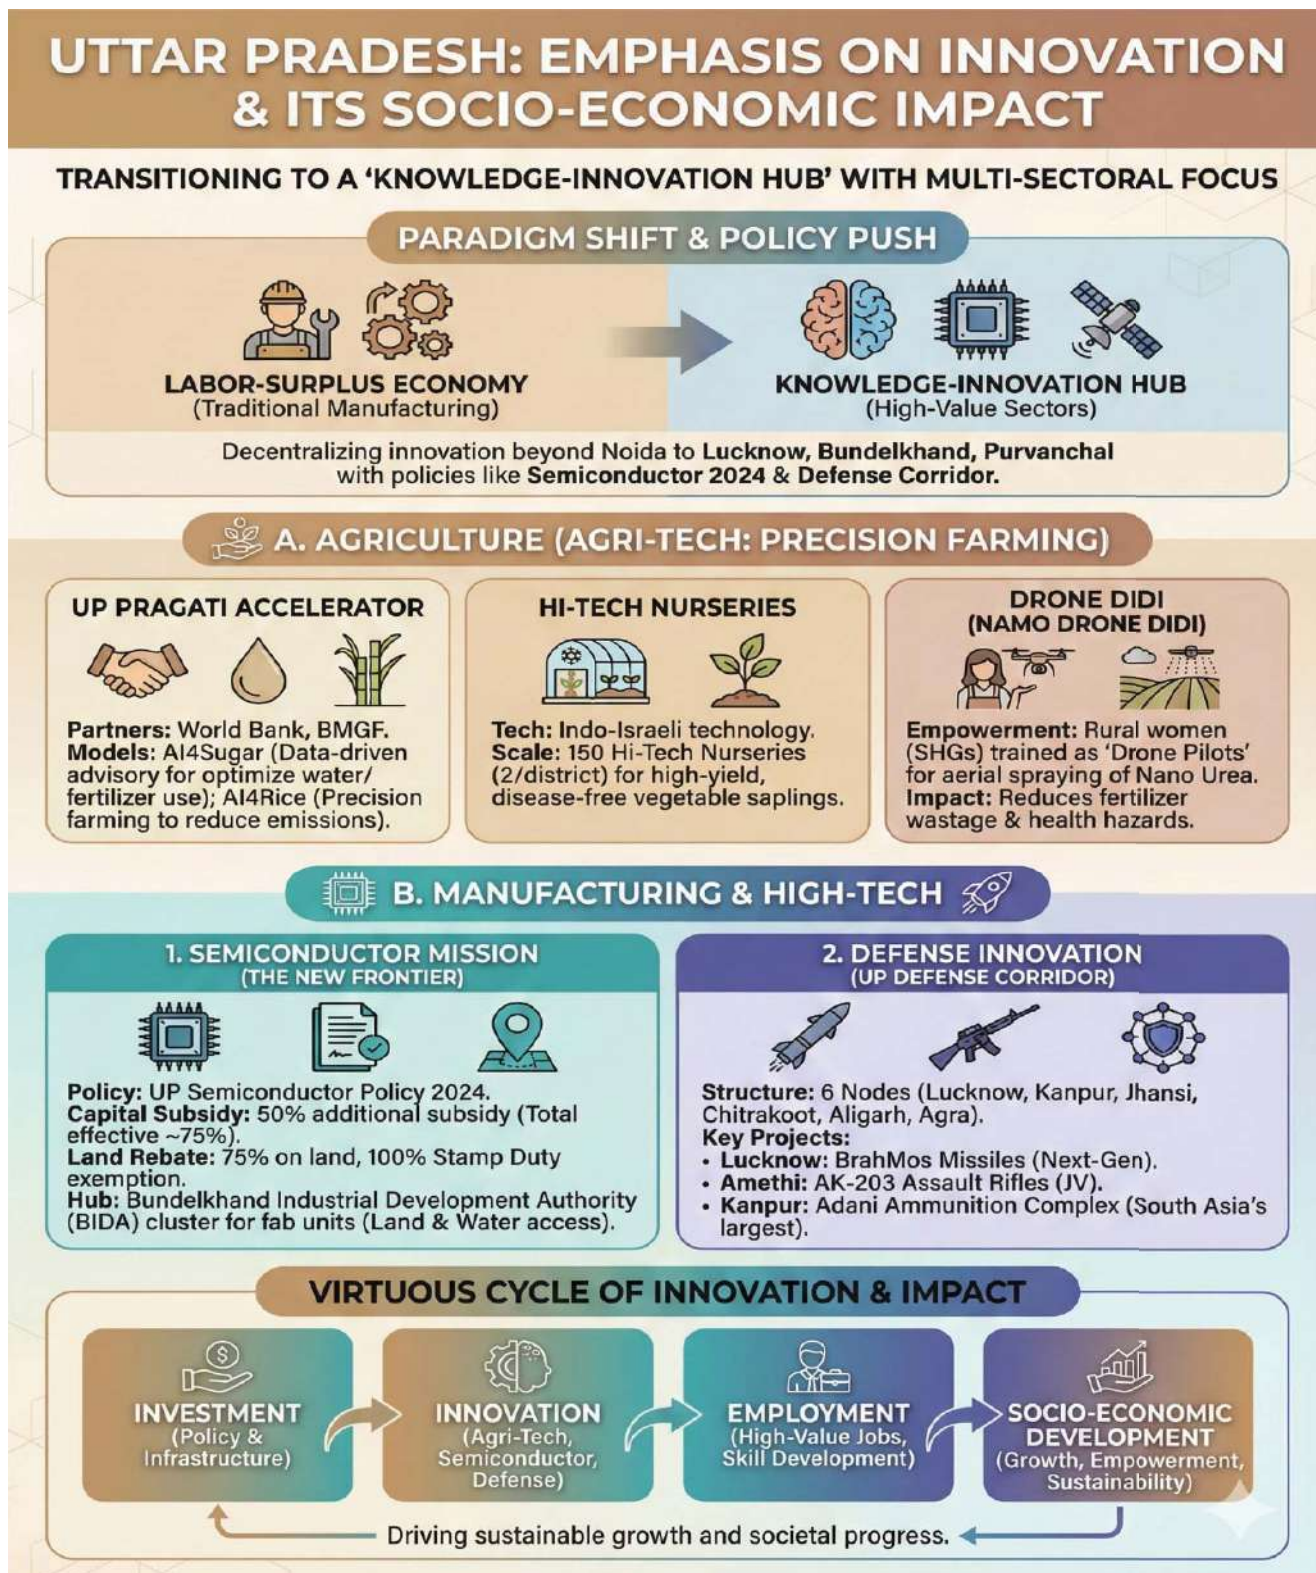 UTTAR PRADESH: EMPHASIS ON INNOVATION
& ITS SOCIO-ECONOMIC IMPACT
TRANSITIONING TO A ‘KNOWLEDGE-INNOVATION HUB’ WITH MULTI-SECTORAL FOCUS
PARADIGM SHIFT & POLICY PUSH
LABOR-SURPLUS ECONOMY
(Traditional Manufacturing)
KNOWLEDGE-INNOVATION HUB
(High-Value Sectors)
Decentralizing innovation beyond Noida to Lucknow, Bundelkhand, Purvanchal
with policies like Semiconductor 2024 & Defense Corridor.
A. AGRICULTURE (AGRI-TECH: PRECISION FARMING)
UP PRAGATI ACCELERATOR
Partners: World Bank, BMGF.
Models: AI4Sugar (Data-driven
advisory for optimize water/
fertilizer use); AI4Rice (Precision
farming to reduce emissions).
HI-TECH NURSERIES
Tech: Indo-Israeli technology.
Scale: 150 Hi-Tech Nurseries
(2/district) for high-yield,
disease-free vegetable saplings.
DRONE DIDI
(NAMO DRONE DIDI)
Empowerment: Rural women
(SHGs) trained as ‘Drone Pilots’
for aerial spraying of Nano Urea.
Impact: Reduces fertilizer
wastage & health hazards.
B. MANUFACTURING & HIGH-TECH
1. SEMICONDUCTOR MISSION
(THE NEW FRONTIER)
Policy: UP Semiconductor Policy 2024.
Capital Subsidy: 50% additional subsidy (Total
effective ~75%).
Land Rebate: 75% on land, 100% Stamp Duty
exemption.
Hub: Bundelkhand Industrial Development Authority
(BIDA) cluster for fab units (Land & Water access).
2. DEFENSE INNOVATION
(UP DEFENSE CORRIDOR)
Structure: 6 Nodes (Lucknow, Kanpur, Jhansi,
Chitrakoot, Aligarh, Agra).
Key Projects:
• Lucknow: BrahMos Missiles (Next-Gen).
• Amethi: AK-203 Assault Rifles (JV).
• Kanpur: Adani Ammunition Complex (South Asia’s
largest).
VIRTUOUS CYCLE OF INNOVATION & IMPACT
INVESTMENT
(Policy &
Infrastructure)
INNOVATION
(Agri-Tech,
Semiconductor,
Defense)
EMPLOYMENT
(High-Value Jobs,
Skill Development)
SOCIO-ECONOMIC
DEVELOPMENT
(Growth, Empowerment,
Sustainability)
Driving sustainable growth and societal progress.